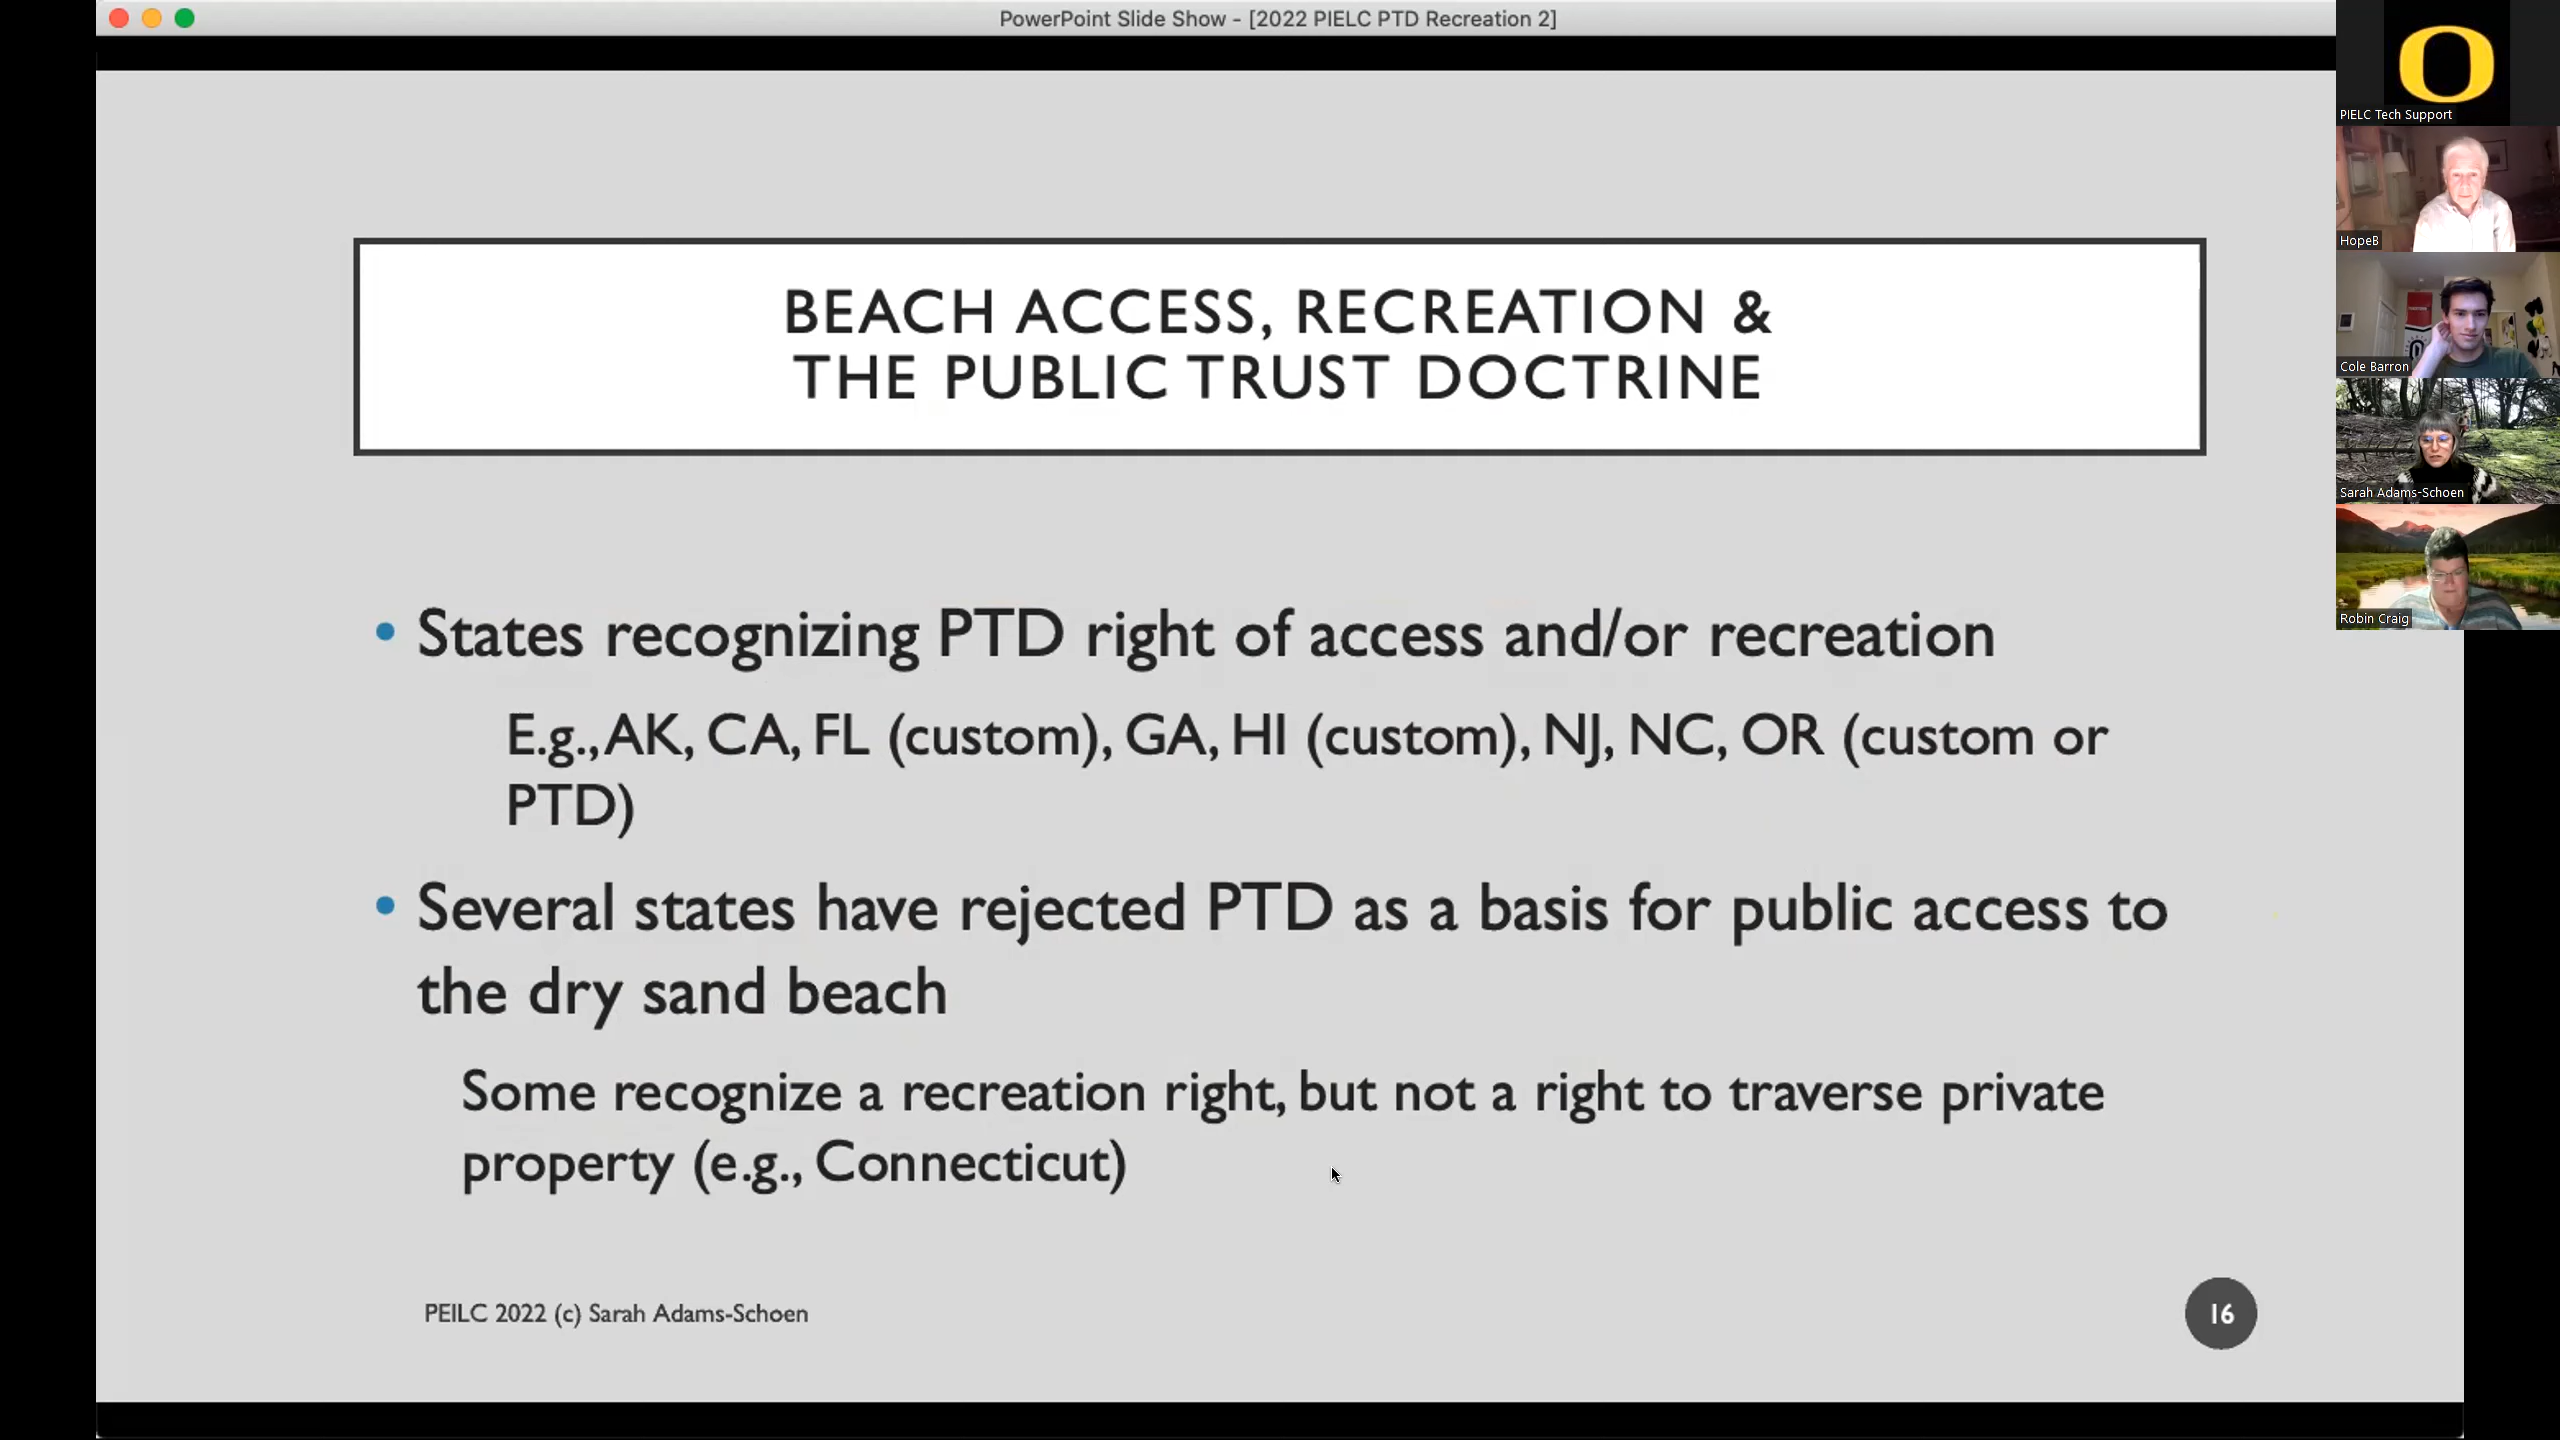 PowerPoint Slide Show - [2022 PIELC PTD Recreation 2]
O
PIELC Tech Support
HopeB
Cole Barron
Sarah Adams-Schoen
Robin Craig
BEACH ACCESS, RECREATION &
THE PUBLIC TRUST DOCTRINE
• States recognizing PTD right of access and/or recreation
E.g., AK, CA, FL (custom), GA, HI (custom), NJ, NC, OR (custom or
PTD)
• Several states have rejected PTD as a basis for public access to
the dry sand beach
Some recognize a recreation right, but not a right to traverse private
property (e.g., Connecticut)
PEILC 2022 (c) Sarah Adams-Schoen
16